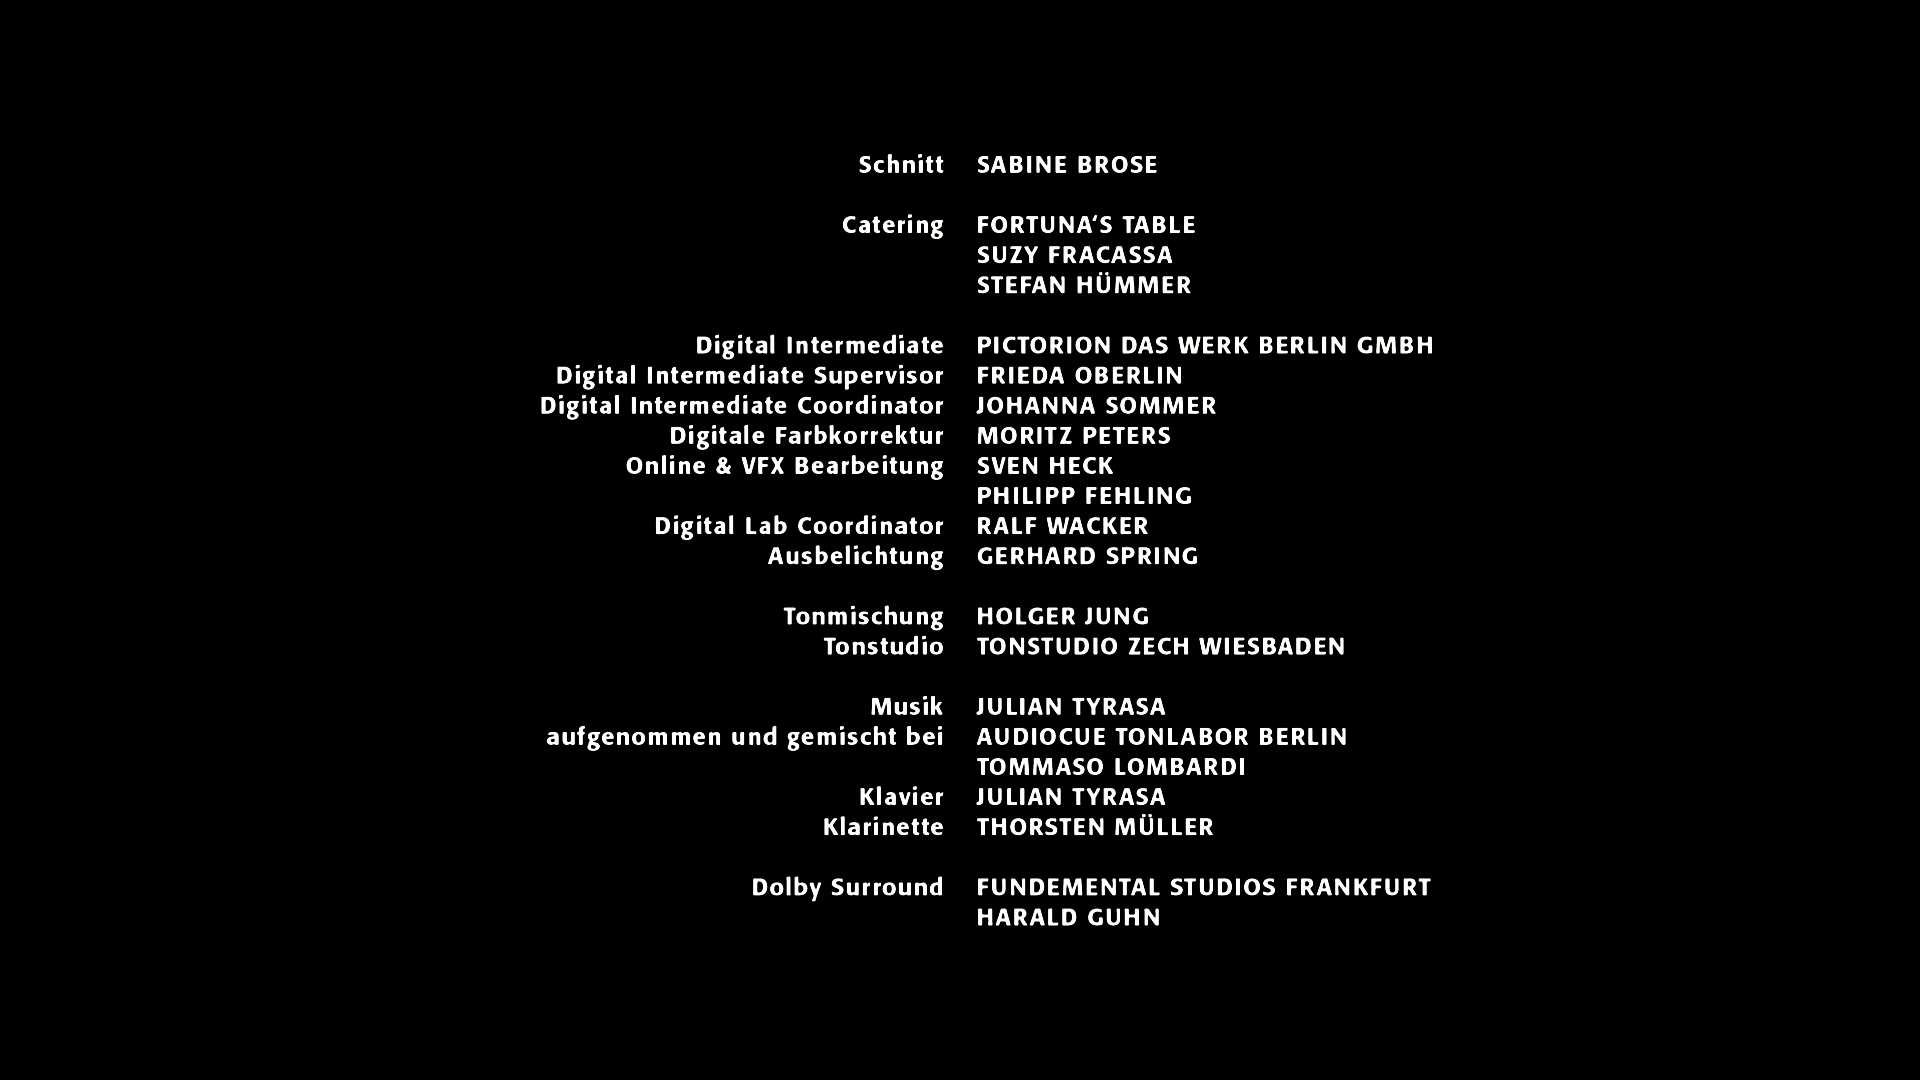 Schnitt SABINE BROSE
Catering FORTUNA‘S TABLE
SUZY FRACASSA
STEFAN HÜMMER
Digital Intermediate PICTORION DAS WERK BERLIN GMBH
Digital Intermediate Supervisor FRIEDA OBERLIN
Digital Intermediate Coordinator JOHANNA SOMMER
Digitale Farbkorrektur MORITZ PETERS
Online & VFX Bearbeitung SVEN HECK
PHILIPP FEHLING
Digital Lab Coordinator RALF WACKER
Ausbelichtung GERHARD SPRING
Tonmischung HOLGER JUNG
Tonstudio TONSTUDIO ZECH WIESBADEN
Musik JULIAN TYRASA
aufgenommen und gemischt bei AUDIOCUE TONLABOR BERLIN
TOMMASO LOMBARDI
Klavier JULIAN TYRASA
Klarinette THORSTEN MÜLLER
Dolby Surround FUNDEMENTAL STUDIOS FRANKFURT
HARALD GUHN